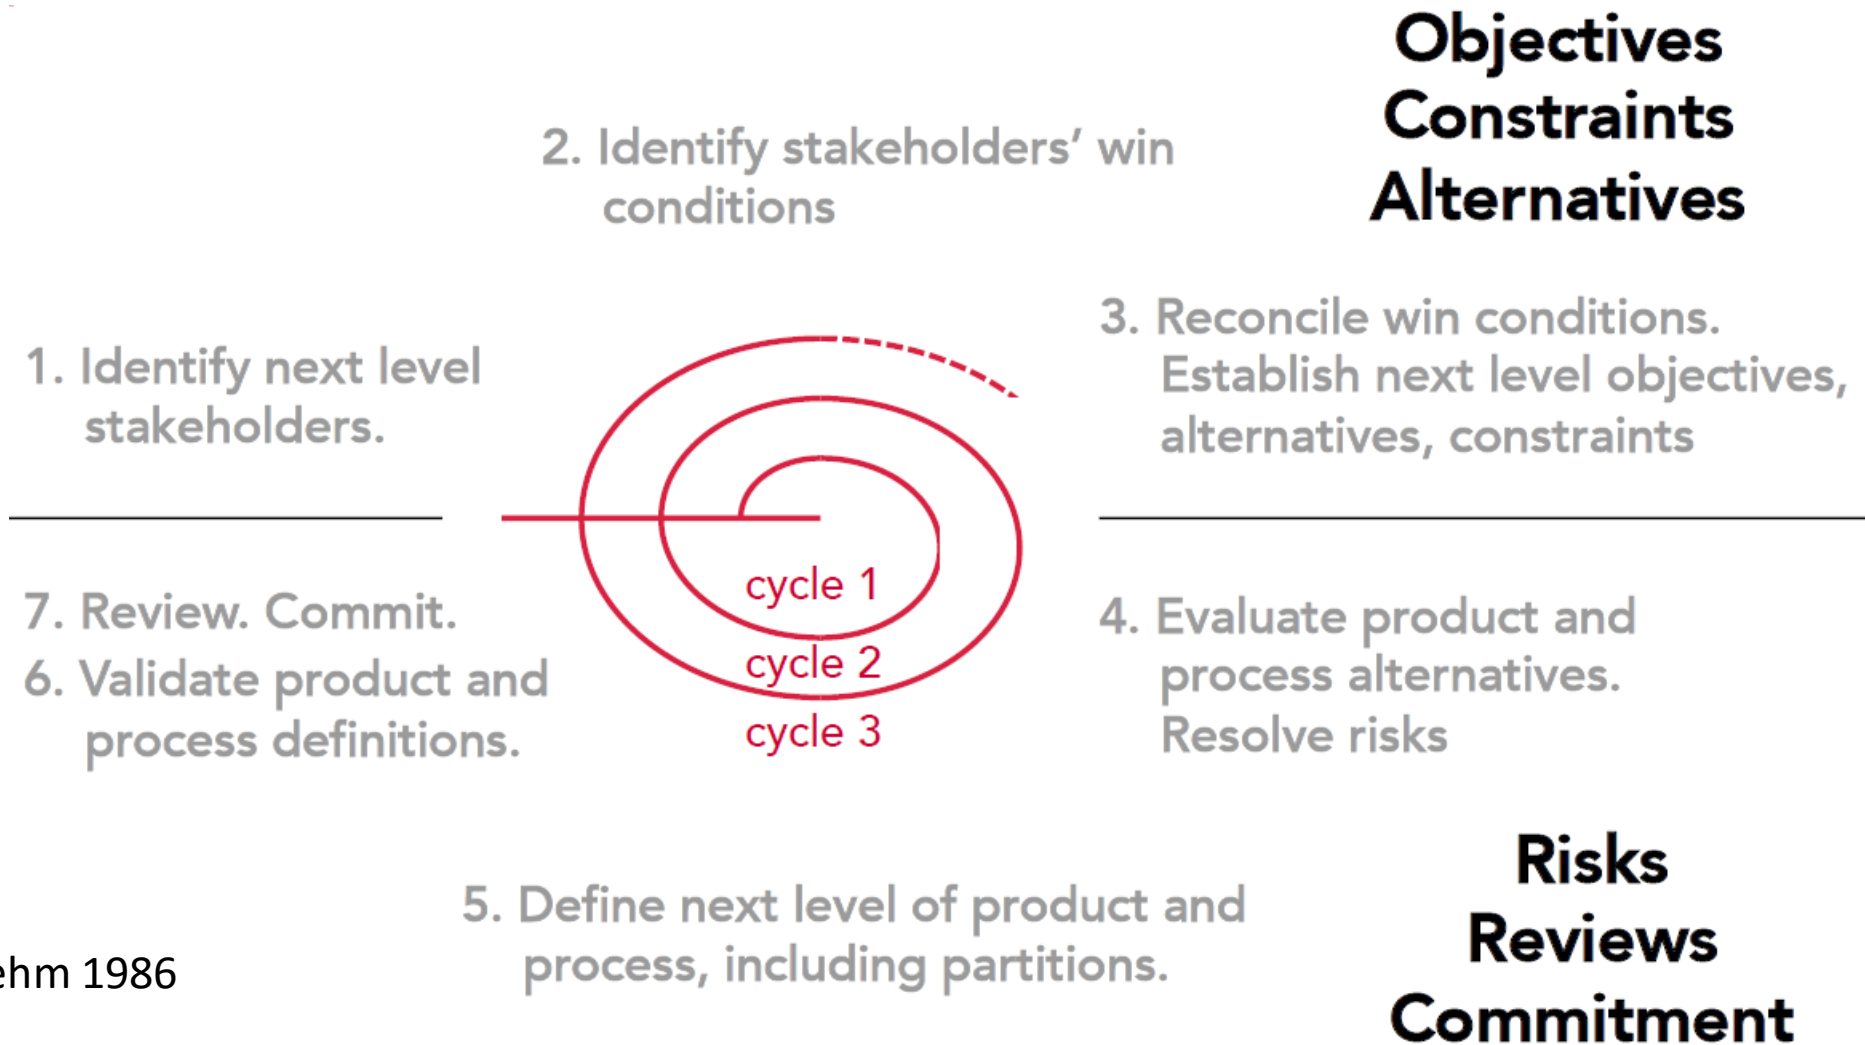 Objectives
Constraints
Alternatives
2. Identify stakeholders’ win
conditions
3. Reconcile win conditions.
Establish next level objectives,
alternatives, constraints
1. Identify next level
stakeholders.
cycle 1
cycle 2
cycle 3
7. Review. Commit.
6. Validate product and
process definitions.
4. Evaluate product and
process alternatives.
Resolve risks
5. Define next level of product and
process, including partitions.
Risks
Reviews
Commitment
ehm 1986